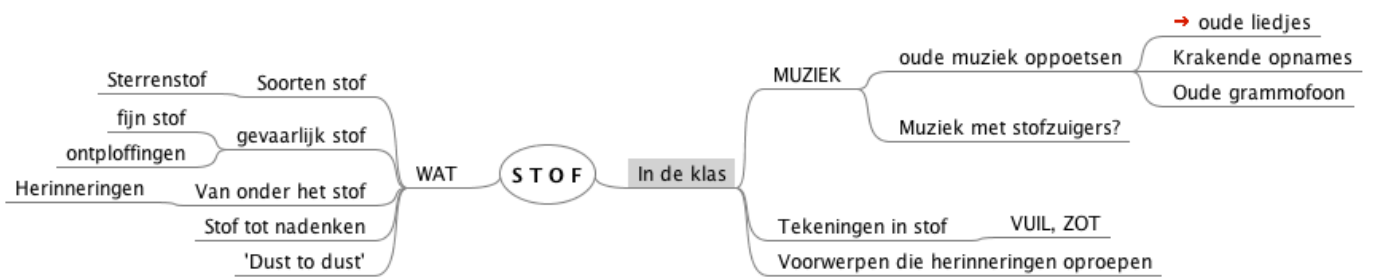 S T O F
WAT
Soorten stof
Sterrenstof
gevaarlijk stof
fijn stof
ontploffingen
Van onder het stof
Herinneringen
Stof tot nadenken
'Dust to dust'
In de klas
MUZIEK
oude muziek oppoetsen
➔ oude liedjes
Krakende opnames
Oude grammofoon
Muziek met stofzuigers?
Tekeningen in stof
VUIL, ZOT
Voorwerpen die herinneringen oproepen